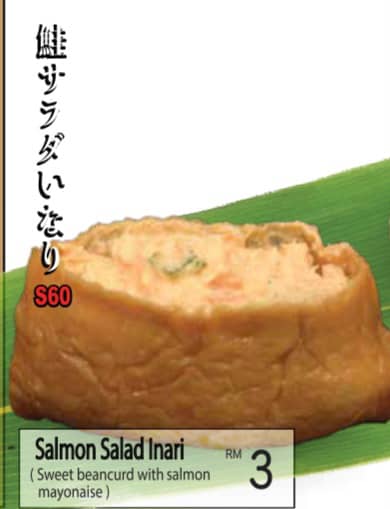 鮭サラダいなり
S60
Salmon Salad Inari
( Sweet beancurd with salmon
mayonaise )
RM 3